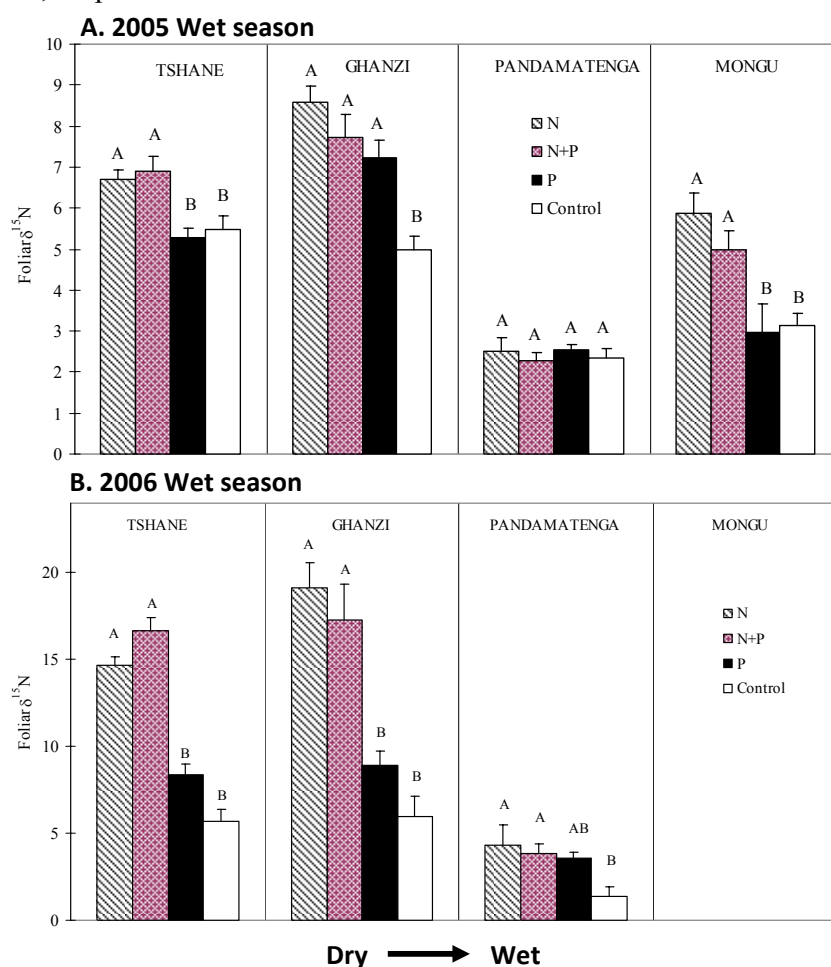 A. 2005 Wet season
TSHANE GHANZI PANDAMATENGA MONGU
10
9
8
7
6
5
4
3
2
1
0
Foliar δ15N
A A B B
A A A B
A A A A
A A B B
N
N+P
P
Control
B. 2006 Wet season
TSHANE GHANZI PANDAMATENGA MONGU
20
15
10
5
0
Foliar δ15N
A A B B
A A B B
A A AB B
N
N+P
P
Control
Dry Wet